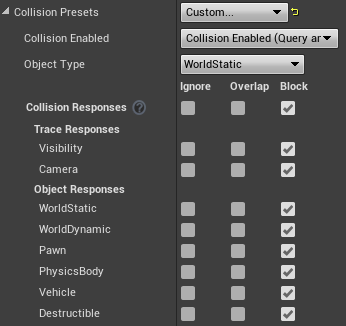 Collision Presets Custom...
Collision Enabled Collision Enabled (Query ar
Object Type WorldStatic
Ignore Overlap Block
Collision Responses ?
Trace Responses
Visibility
Camera
Object Responses
WorldStatic
WorldDynamic
Pawn
PhysicsBody
Vehicle
Destructible